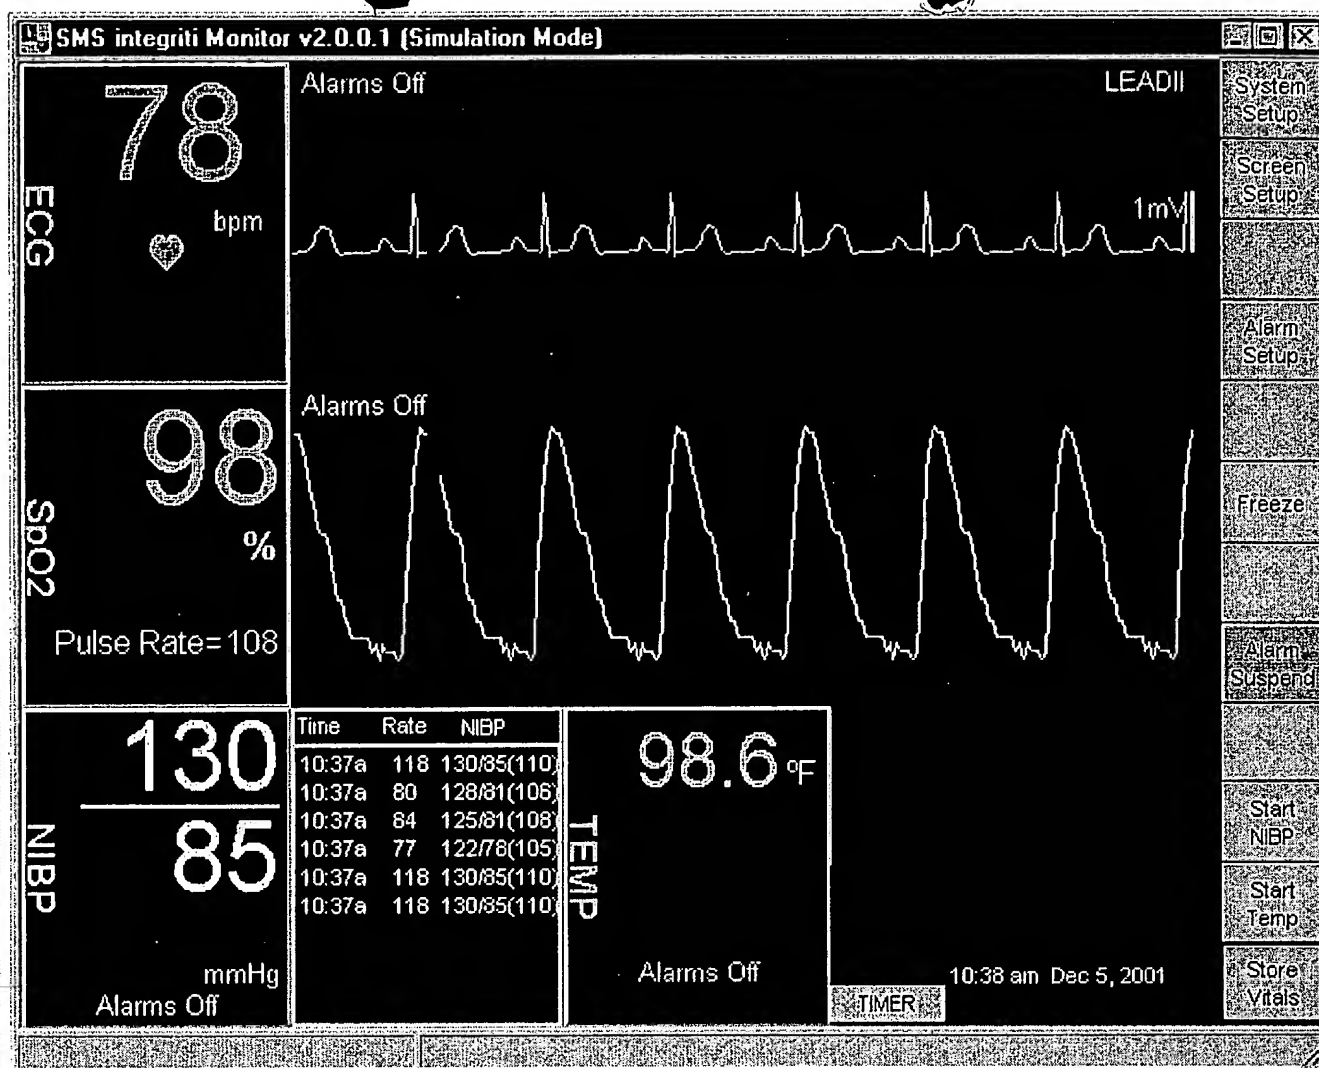 SMS integriti Monitor v2.0.0.1 (Simulation Mode)
78
bpm
ECG
Alarms Off
LEADII
1mV
98
%
SpO2
Pulse Rate=108
Alarms Off
130
85
NIBP
mmHg
Alarms Off
Time Rate NIBP
10:37a 118 130/85(110)
10:37a 80 128/81(106)
10:37a 84 125/81(108)
10:37a 77 122/78(105)
10:37a 118 130/85(110)
10:37a 118 130/85(110)
98.6 °F
TEMP
Alarms Off
10:38 am Dec 5, 2001
TIMER
System
Setup
Screen
Setup
Alarm
Setup
Freeze
Alarm
Suspend
Start
NIBP
Start
Temp
Store
Vitals